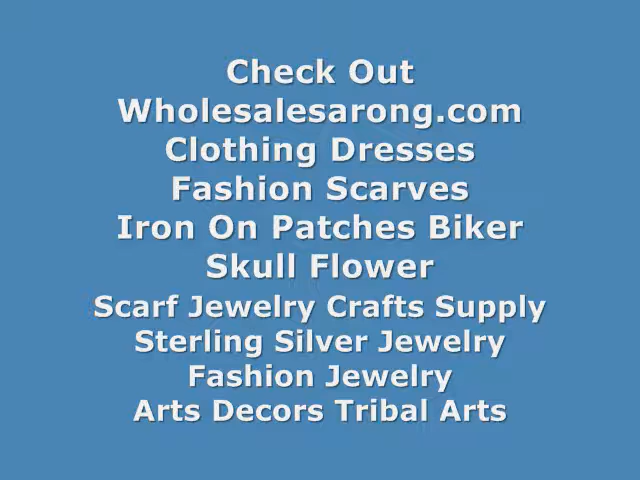 Check Out
Wholesalesarong.com
Clothing Dresses
Fashion Scarves
Iron On Patches Biker
Skull Flower
Scarf Jewelry Crafts Supply
Sterling Silver Jewelry
Fashion Jewelry
Arts Decors Tribal Arts